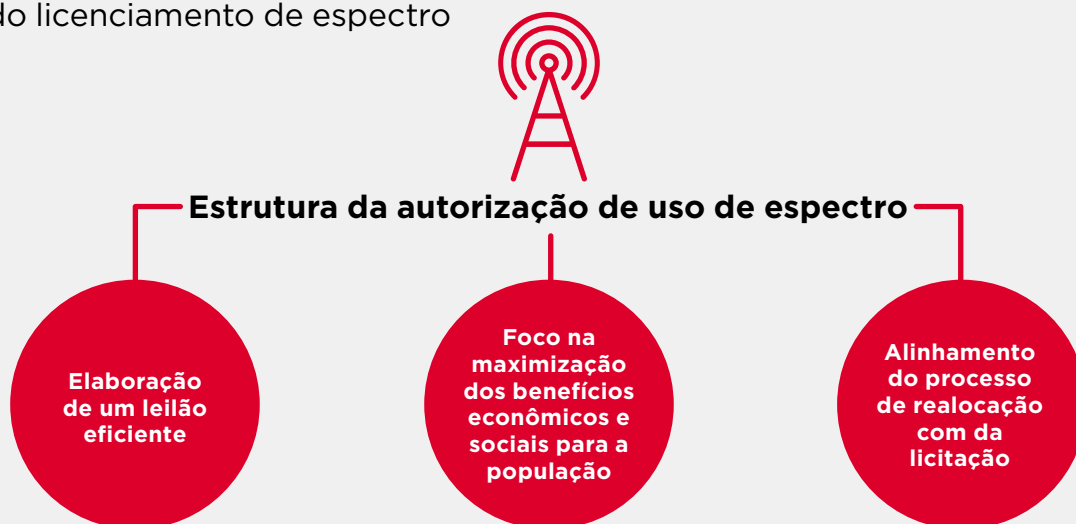 do licenciamento de espectro
Estrutura da autorização de uso de espectro
Elaboração
de um leilão
eficiente
Foco na
maximização
dos benefícios
econômicos e
sociais para a
população
Alinhamento
do processo
de realocação
com da
licitação